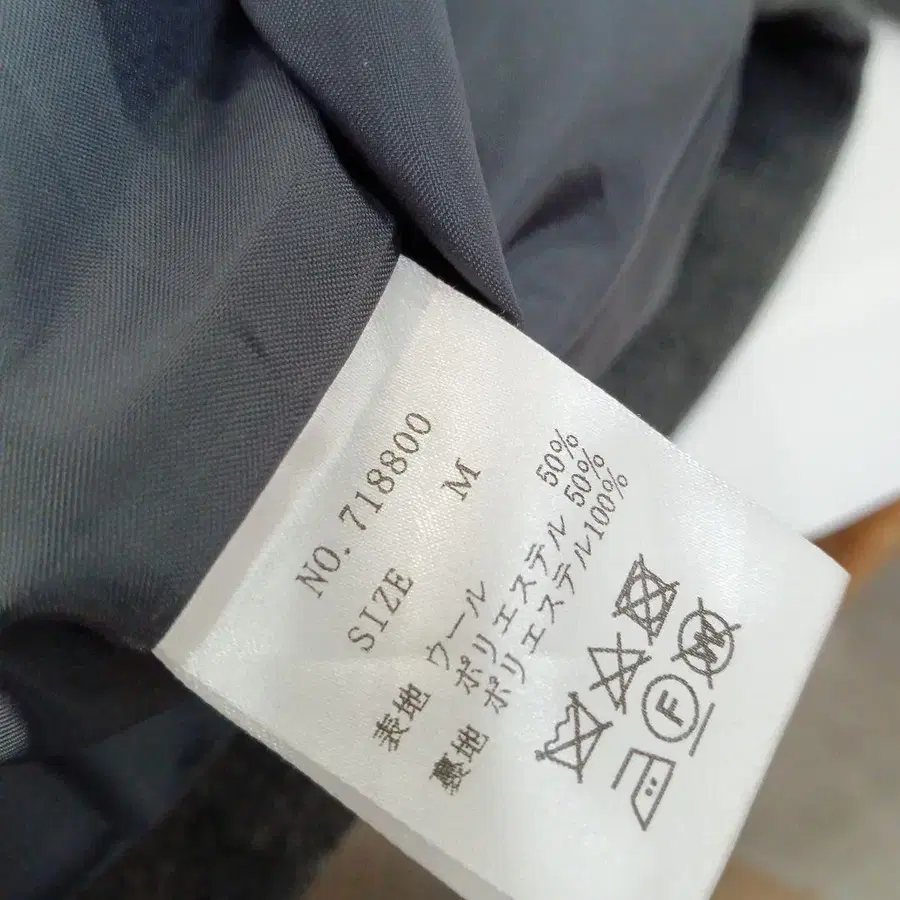 NO. 718800
SIZE M
表地 ウール 50%
ポリエステル 50%
裏地 ポリエステル100%
F
W